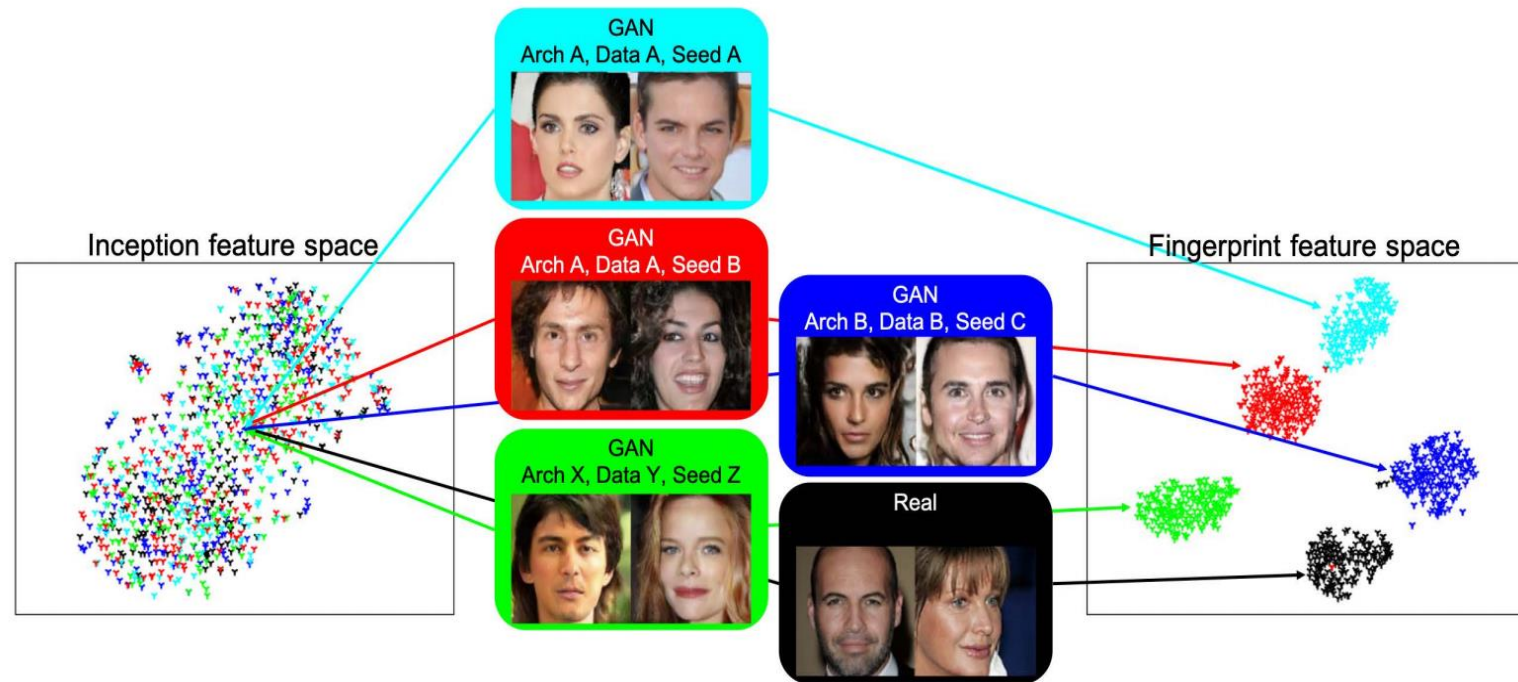 GAN
Arch A, Data A, Seed A
Inception feature space
GAN
Arch A, Data A, Seed B
GAN
Arch B, Data B, Seed C
Fingerprint feature space
GAN
Arch X, Data Y, Seed Z
Real